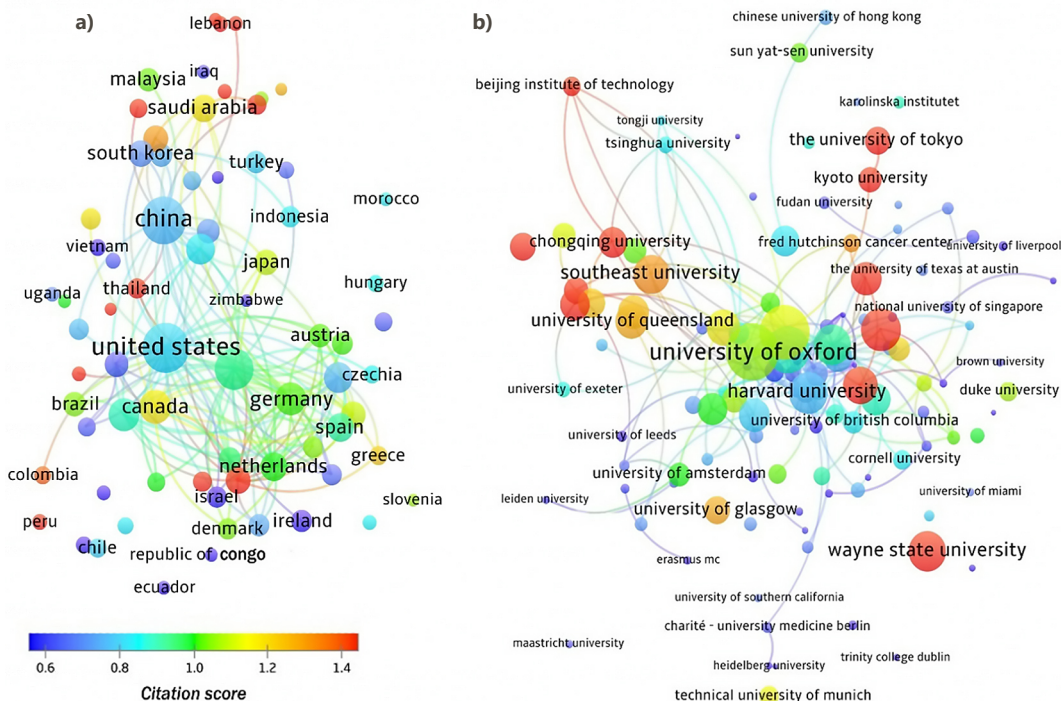 a)
lebanon
iraq
malaysia
saudi arabia
south korea
turkey
morocco
china
indonesia
vietnam
japan
thailand
hungary
uganda
zimbabwe
austria
united states
czechia
germany
brazil
canada
spain
greece
netherlands
colombia
israel
slovenia
peru
denmark
ireland
chile
republic of congo
ecuador
0.6 0.8 1.0 1.2 1.4
Citation score
b)
chinese university of hong kong
sun yat-sen university
beijing institute of technology
karolinska institutet
tongji university
tsinghua university
the university of tokyo
kyoto university
fudan university
chongqing university
fred hutchinson cancer center
university of liverpool
southeast university
the university of texas at austin
university of queensland
national university of singapore
university of oxford
brown university
university of exeter
harvard university
duke university
university of british columbia
university of leeds
cornell university
university of amsterdam
leiden university
university of miami
university of glasgow
wayne state university
erasmus mc
university of southern california
charité - university medicine berlin
maastricht university
trinity college dublin
heidelberg university
technical university of munich